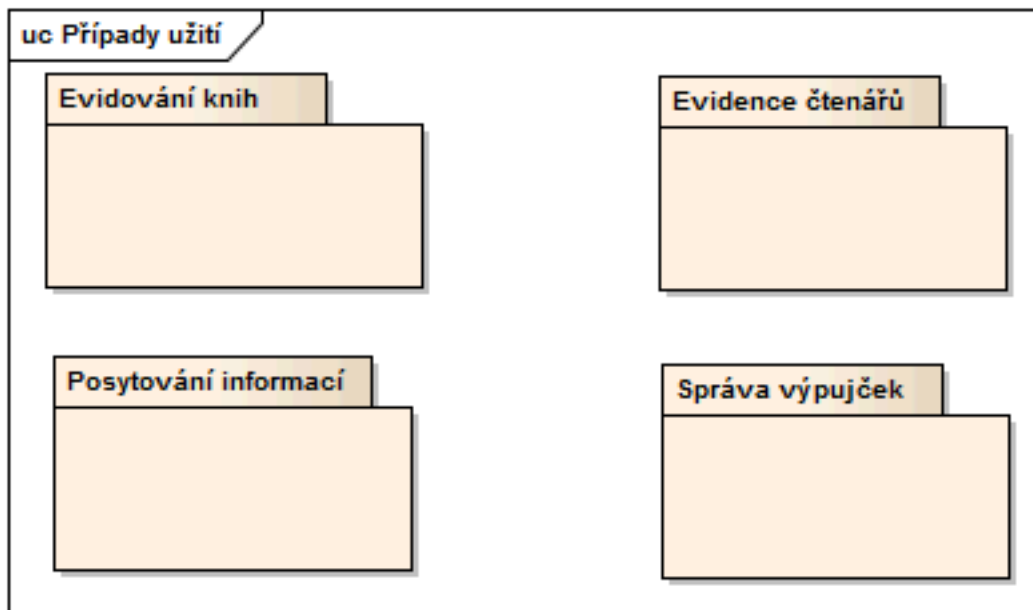 uc Případy užití
Evidování knih
Evidence čtenářů
Posytování informací
Správa výpujček